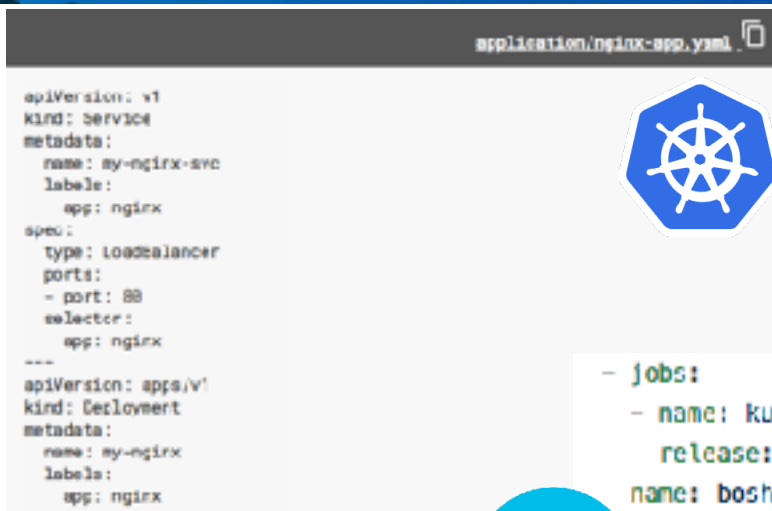 application/nginx-app.yaml
apiVersion: v1
kind: Service
metadata:
  name: my-nginx-svc
  labels:
    app: nginx
spec:
  type: LoadBalancer
  ports:
  - port: 80
  selector:
    app: nginx
---
apiVersion: apps/v1
kind: Deployment
metadata:
  name: my-nginx
  labels:
    app: nginx
- jobs:
  - name: ku
    release:
  name: bosh